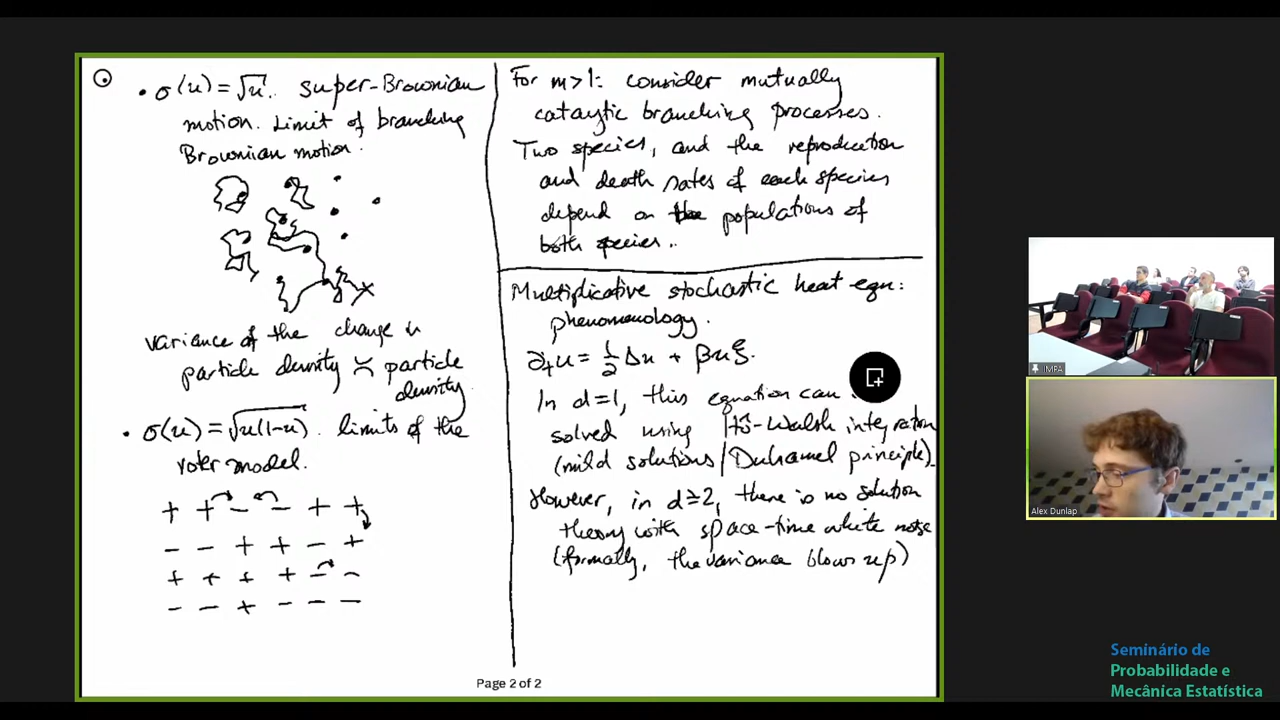 • σ(u) = √u. super-Brownian
motion. Limit of branching
Brownian motion.
variance of the change in
particle density ≍ particle
density
• σ(u) = √u(1-u). limits of the
voter model.
+ + - - + +
- - + + - +
+ + + + - -
- - + - - -
For m>1: consider mutually
cataytic branching processes.
Two species, and the reproduction
and death rates of each species
depend on the populations of
both species.
Multiplicative stochastic heat eqn:
phenomenology.
∂tu = 1/2 Δu + βuξ.
In d=1, this equation can
solved using Itô-Walsh integration
(mild solutions/Duhamel principle).
However, in d≥2, there is no solution
theory with space-time white noise
(formally, the variance blows up)
Page 2 of 2
IMPA
Alex Dunlap
Seminário de
Probabilidade e
Mecânica Estatística